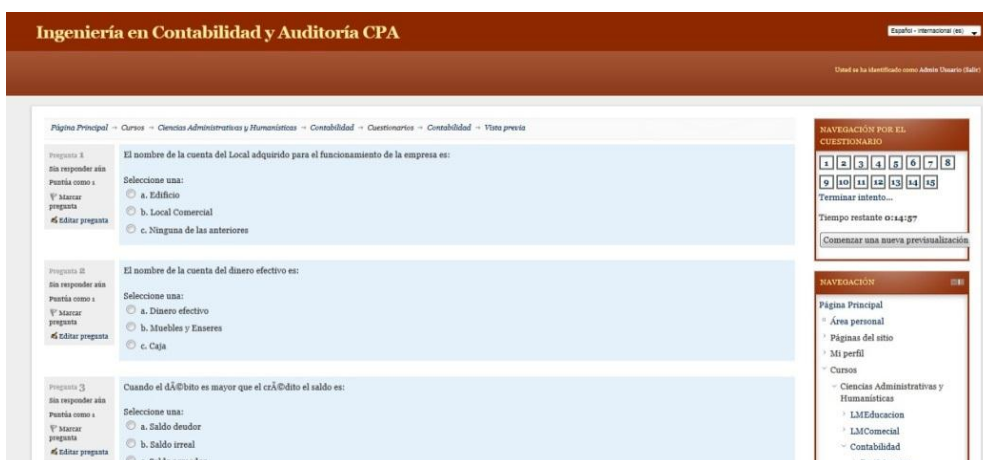 Ingeniería en Contabilidad y Auditoría CPA
Español - Internacional (es)
Usted se ha identificado como Admin Usuario (Salir)
Página Principal → Cursos → Ciencias Administrativas y Humanísticas → Contabilidad → Cuestionarios → Contabilidad → Vista previa
Pregunta 1
Sin responder aún
Puntúa como 1
Marcar
pregunta
Editar pregunta
El nombre de la cuenta del Local adquirido para el funcionamiento de la empresa es:
Seleccione una:
a. Edificio
b. Local Comercial
c. Ninguna de las anteriores
Pregunta 2
Sin responder aún
Puntúa como 1
Marcar
pregunta
Editar pregunta
El nombre de la cuenta del dinero efectivo es:
Seleccione una:
a. Dinero efectivo
b. Muebles y Enseres
c. Caja
Pregunta 3
Sin responder aún
Puntúa como 1
Marcar
pregunta
Editar pregunta
Cuando el dÃ©bito es mayor que el crÃ©dito el saldo es:
Seleccione una:
a. Saldo deudor
b. Saldo irreal
NAVEGACIÓN POR EL
CUESTIONARIO
1 2 3 4 5 6 7 8
9 10 11 12 13 14 15
Terminar intento...
Tiempo restante 0:14:57
Comenzar una nueva previsualización
NAVEGACIÓN
Página Principal
Área personal
Páginas del sitio
Mi perfil
Cursos
Ciencias Administrativas y
Humanísticas
LMEducacion
LMComecial
Contabilidad